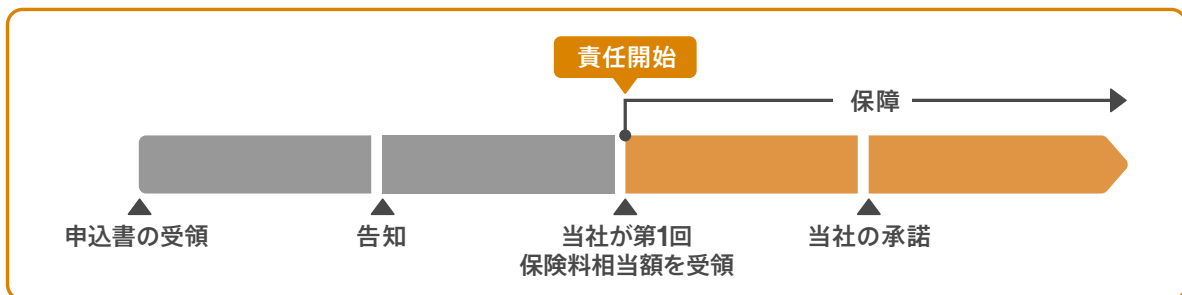 責任開始
保障
申込書の受領
告知
当社が第1回
保険料相当額を受領
当社の承諾